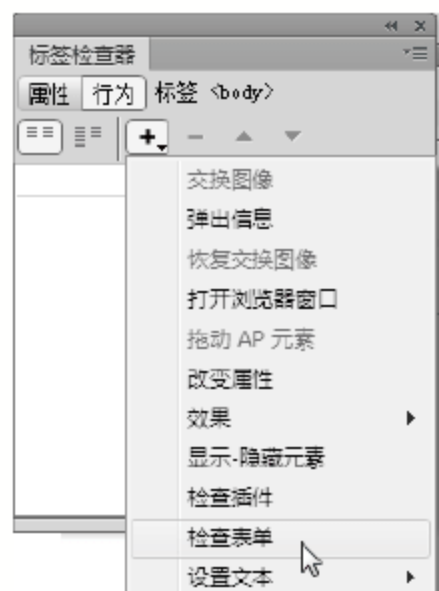 标签检查器
属性 行为 标签 <body>
交换图像
弹出信息
恢复交换图像
打开浏览器窗口
拖动 AP 元素
改变属性
效果
显示-隐藏元素
检查插件
检查表单
设置文本